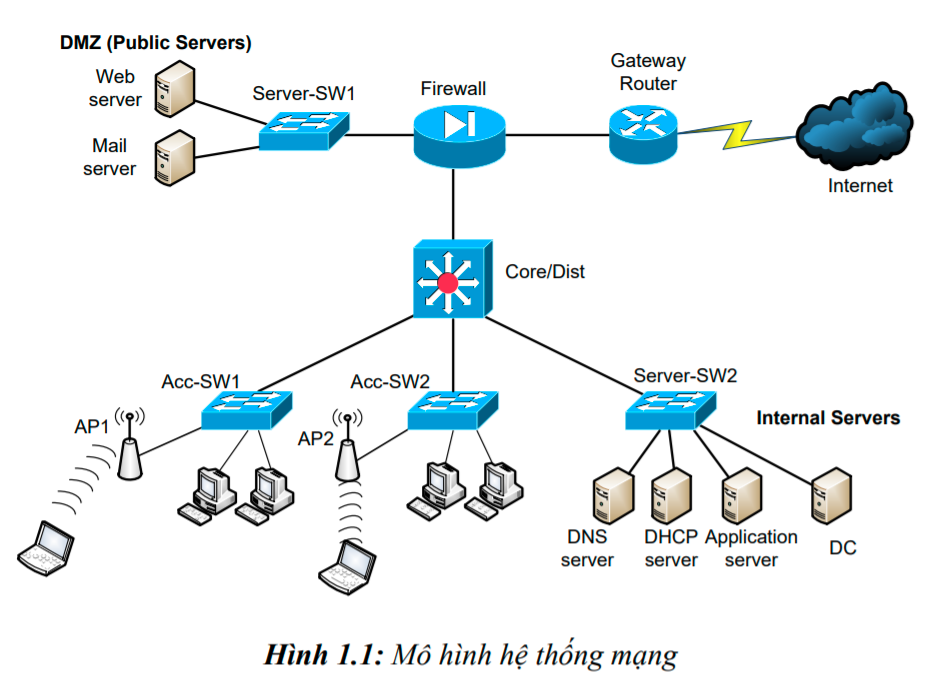 DMZ (Public Servers)
Web
server
Server-SW1
Firewall
Gateway
Router
Mail
server
Internet
Core/Dist
Acc-SW1
Acc-SW2
Server-SW2
AP1
AP2
Internal Servers
DNS
server
DHCP
server
Application
server
DC
Hình 1.1: Mô hình hệ thống mạng